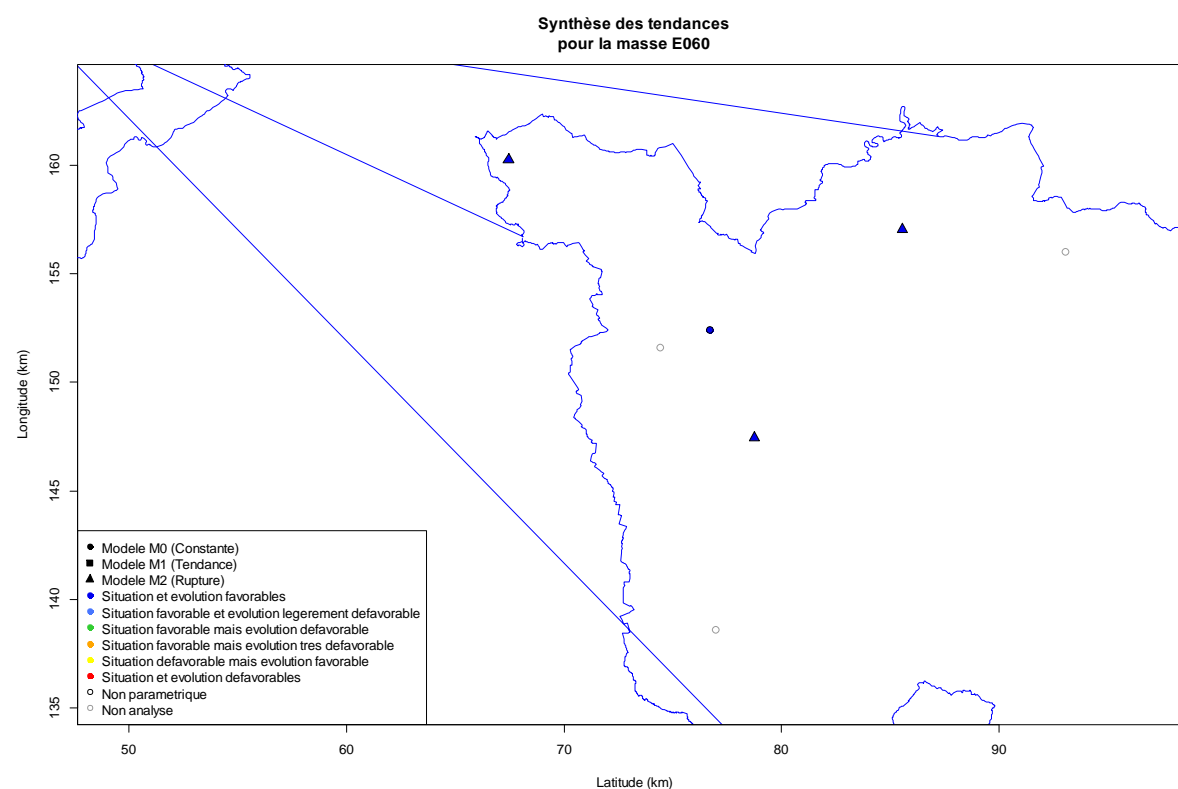 Synthèse des tendances
pour la masse E060
Longitude (km)
160
155
150
145
140
135
Modele M0 (Constante)
Modele M1 (Tendance)
Modele M2 (Rupture)
Situation et evolution favorables
Situation favorable et evolution legerement defavorable
Situation favorable mais evolution defavorable
Situation favorable mais evolution tres defavorable
Situation defavorable mais evolution favorable
Situation et evolution defavorables
Non parametrique
Non analyse
50 60 70 80 90
Latitude (km)